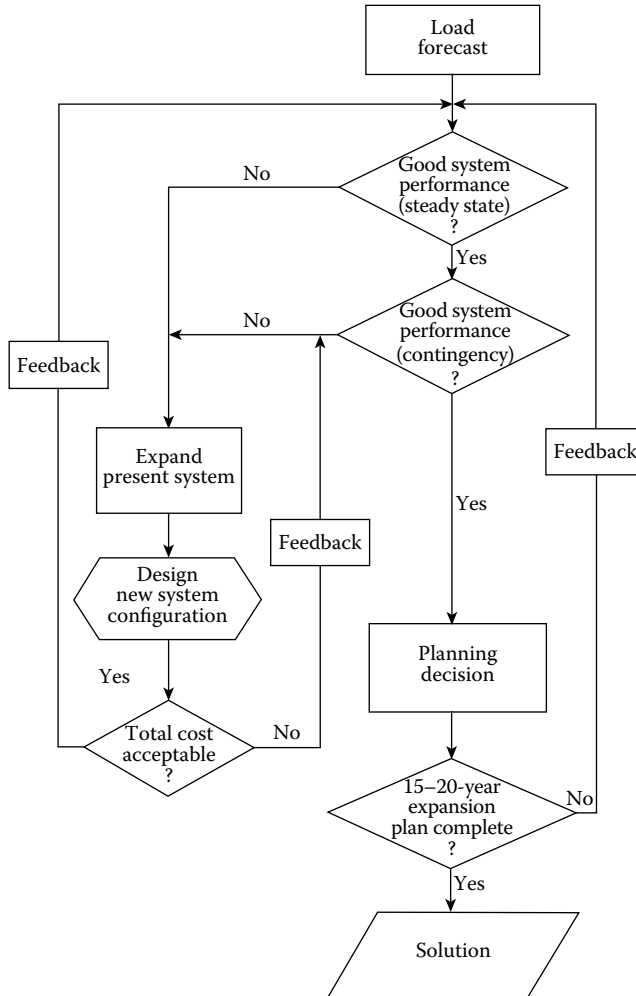 Load
forecast
No
Good system
performance
(steady state)
?
Yes
No
Good system
performance
(contingency)
?
Feedback
Expand
present system
Feedback
Yes
Feedback
Design
new system
configuration
Planning
decision
Yes
Total cost
acceptable
?
No
15–20-year
expansion
plan complete
?
No
Yes
Solution